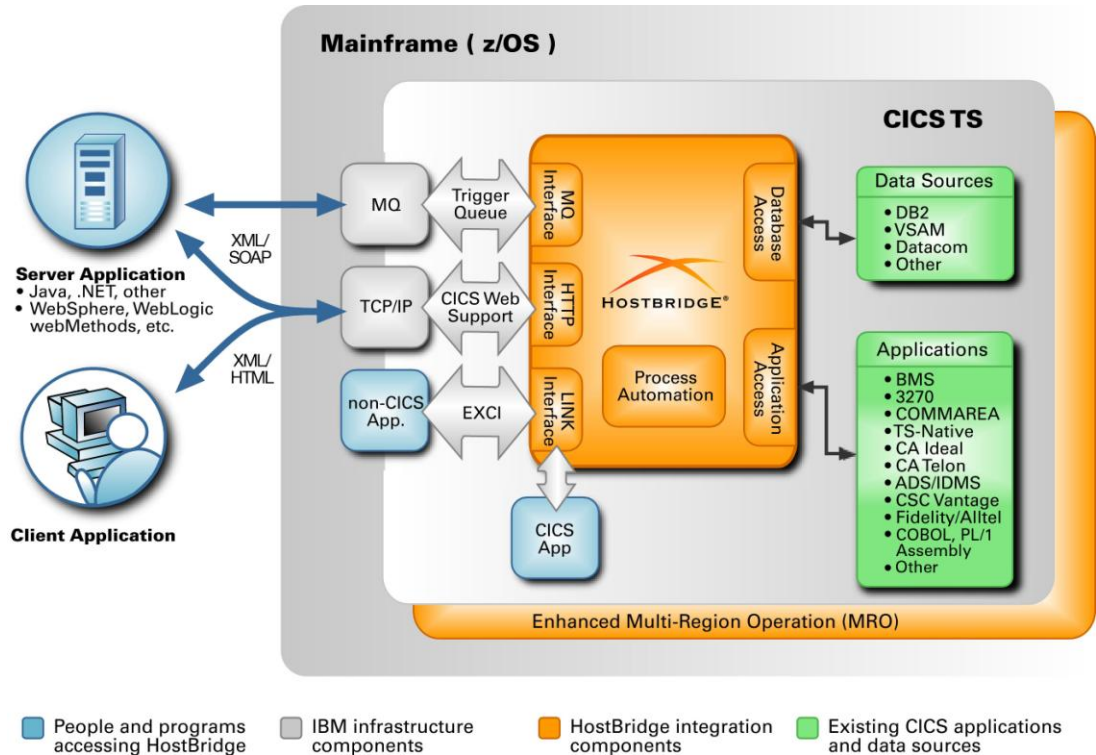 Mainframe ( z/OS )
CICS TS
Server Application
• Java, .NET, other
• WebSphere, WebLogic
webMethods, etc.
Client Application
XML/
SOAP
XML/
HTML
MQ
TCP/IP
non-CICS
App.
Trigger
Queue
CICS Web
Support
EXCI
MQ
Interface
HTTP
Interface
LINK
Interface
CICS
App
HOSTBRIDGE®
Process
Automation
Database
Access
Application
Access
Data Sources
• DB2
• VSAM
• Datacom
• Other
Applications
• BMS
• 3270
• COMMAREA
• TS-Native
• CA Ideal
• CA Telon
• ADS/IDMS
• CSC Vantage
• Fidelity/Alltel
• COBOL, PL/1
Assembly
• Other
Enhanced Multi-Region Operation (MRO)
People and programs
accessing HostBridge
IBM infrastructure
components
HostBridge integration
components
Existing CICS applications
and data sources